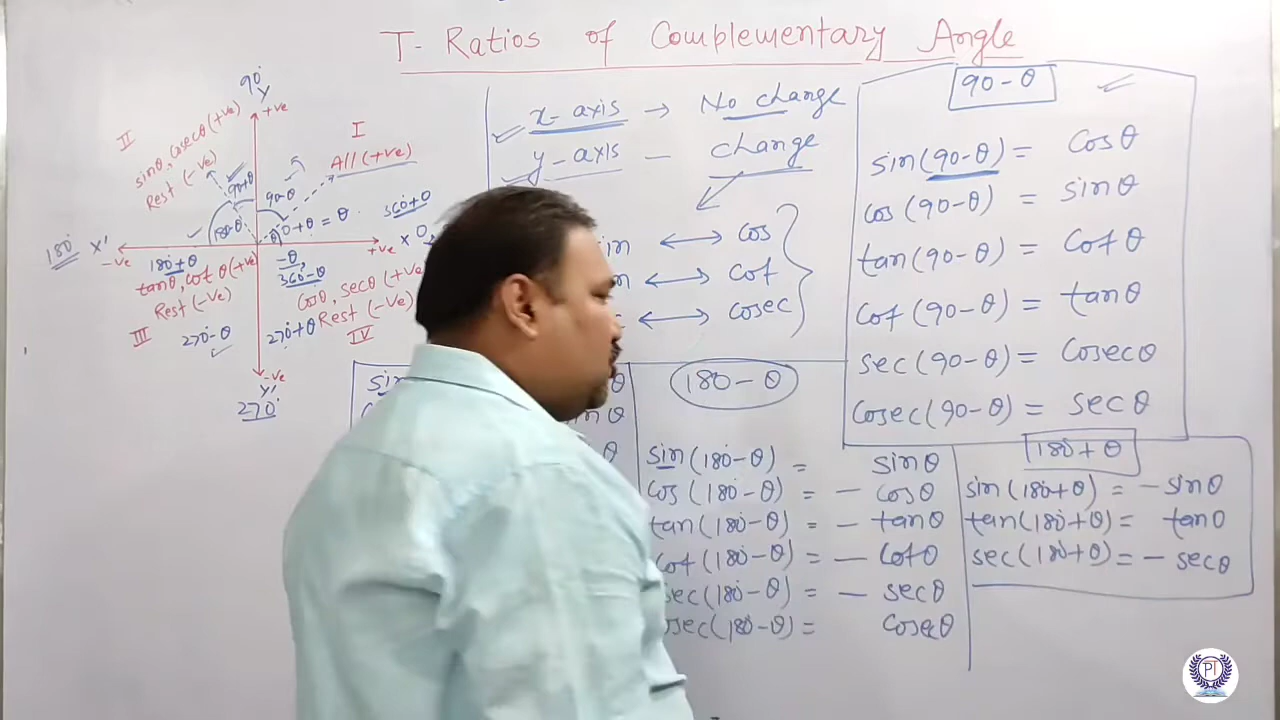 T- Ratios of Complementary Angle
90°
Y
+ve
II
sinθ, cosecθ (+ve)
Rest (-ve)
I
All (+ve)
90+θ
90-θ
180-θ
0+θ = θ
-θ
360+θ
180° X'
-ve
+ve
X 0
180+θ
tanθ, cotθ (+ve)
Rest (-ve)
III
270-θ
-θ
360-θ
cosθ, secθ (+ve)
Rest (-ve)
IV
270+θ
-ve
Y'
270°
x-axis → No change
y-axis - change
sin ↔ cos
↔ cot
↔ cosec
90-θ
sin(90-θ) = cosθ
cos(90-θ) = sinθ
tan(90-θ) = cotθ
cot(90-θ) = tanθ
sec(90-θ) = cosecθ
cosec(90-θ) = secθ
sin
θ
θ
θ
180-θ
sin(180-θ) = sinθ
cos(180-θ) = - cosθ
tan(180-θ) = - tanθ
cot(180-θ) = - cotθ
sec(180-θ) = - secθ
cosec(180-θ) = cosecθ
180+θ
sin(180+θ) = -sinθ
tan(180+θ) = tanθ
sec(180+θ) = - secθ
PT